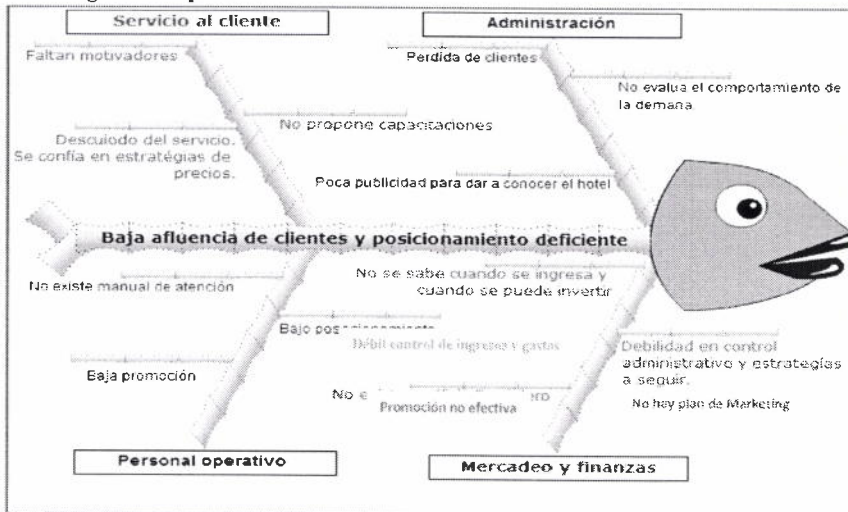 Servicio al cliente
Administración
Faltan motivadores
Perdida de clientes
No evalua el comportamiento de
la demana
No propone capacitaciones
Descuiodo del servicio.
Se confía en estratégias de
precios.
Poca publicidad para dar a conocer el hotel
Baja afluencia de clientes y posicionamiento deficiente
No existe manual de atención
No se sabe cuando se ingresa y
cuando se puede invertir
Bajo
Débit control de ingresos y gastos
Debilidad en control
administrativo y estrategías
a seguir.
Baja promoción
No
Promoción no efectiva
No hay plan de Marketing
Personal operativo
Mercadeo y finanzas